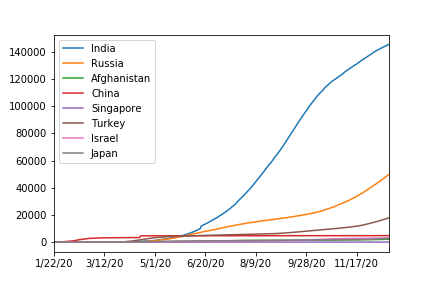 140000
120000
100000
80000
60000
40000
20000
0
India
Russia
Afghanistan
China
Singapore
Turkey
Israel
Japan
1/22/20 3/12/20 5/1/20 6/20/20 8/9/20 9/28/20 11/17/20